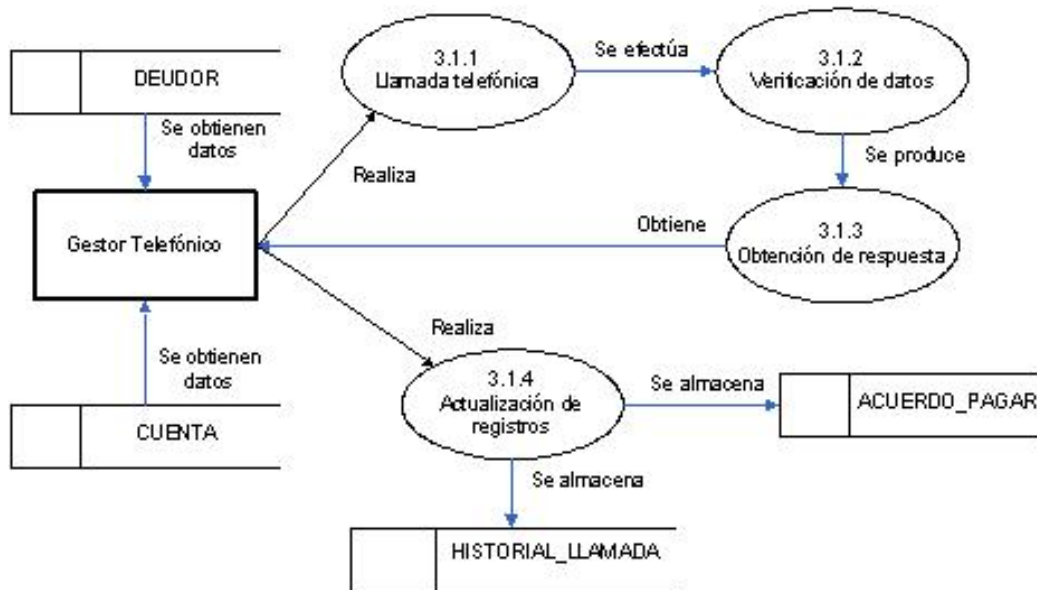 3.1.1
Llamada telefónica
Se efectúa
3.1.2
Verificación de datos
DEUDOR
Se obtienen
datos
Se produce
Realiza
Gestor Telefónico
Obtiene
3.1.3
Obtención de respuesta
Realiza
Se obtienen
datos
3.1.4
Actualización de
registros
Se almacena
ACUERDO_PAGAR
CUENTA
Se almacena
HISTORIAL_LLAMADA